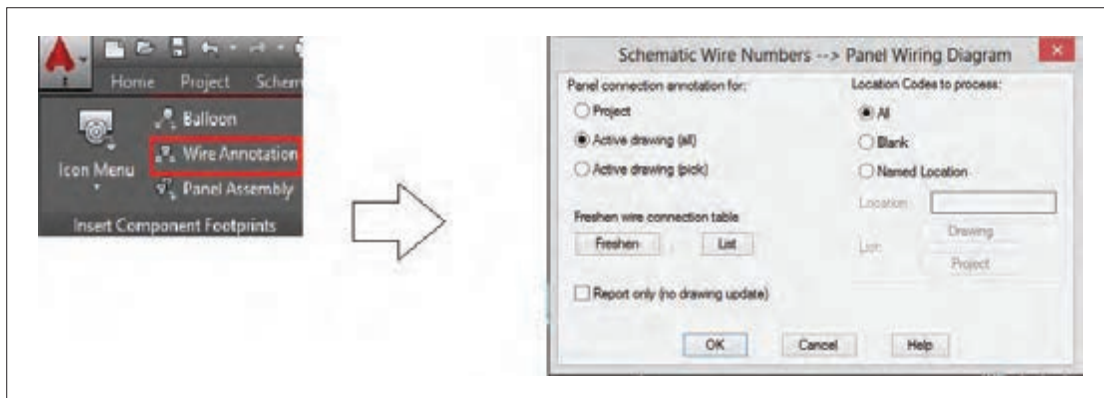 Home Project Schem
Balloon
Wire Annotation
Icon Menu
Panel Assembly
Insert Component Footprints
Schematic Wire Numbers --> Panel Wiring Diagram
Panel connection annotation for:
Project
Active drawing (all)
Active drawing (pick)
Freshen wire connection table
Freshen List
Report only (no drawing update)
Location Codes to process:
All
Blank
Named Location
Location:
List: Drawing
Project
OK Cancel Help